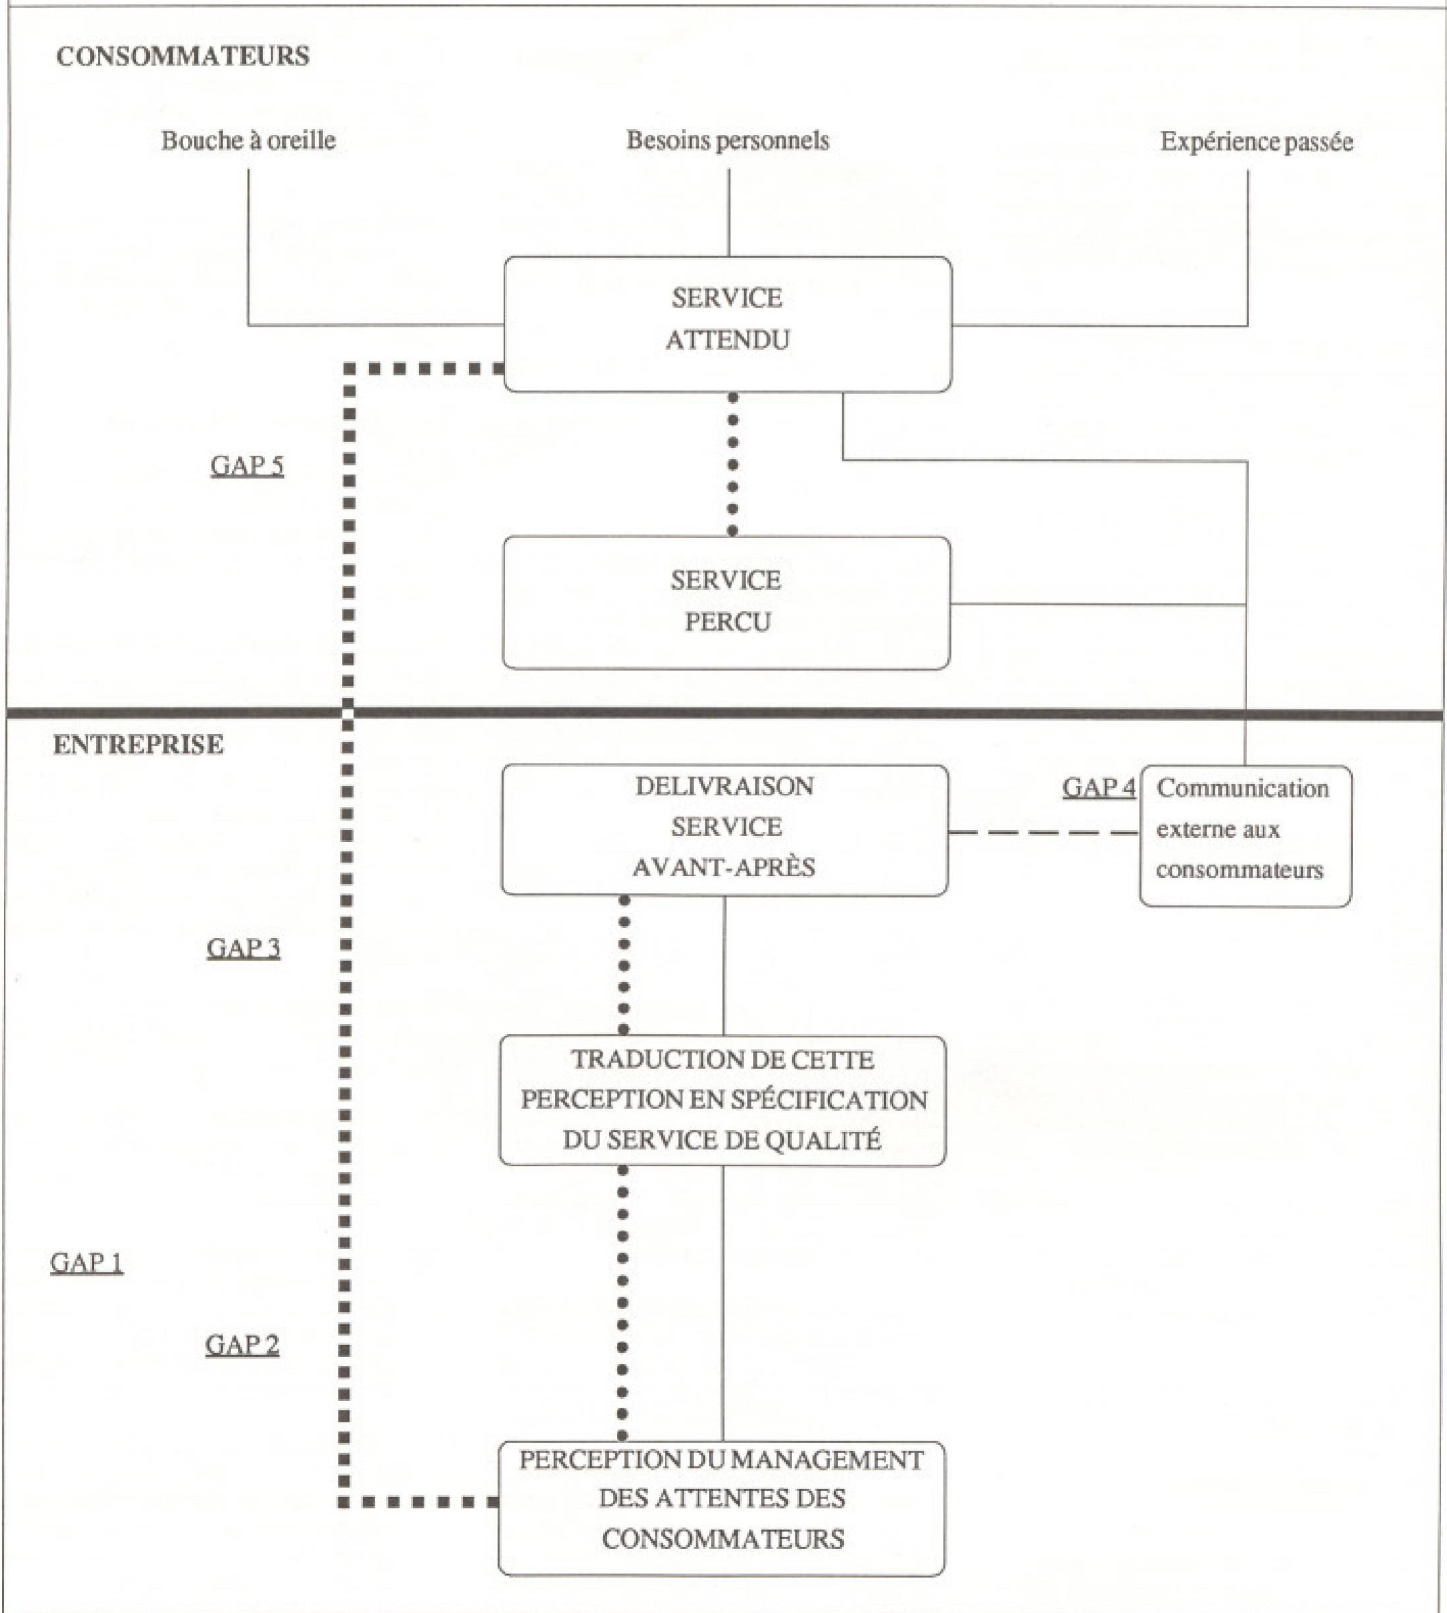 CONSOMMATEURS
Bouche à oreille
Besoins personnels
Expérience passée
SERVICE
ATTENDU
GAP 5
SERVICE
PERCU
ENTREPRISE
DELIVRAISON
SERVICE
AVANT-APRÈS
GAP 4
Communication
externe aux
consommateurs
GAP 3
TRADUCTION DE CETTE
PERCEPTION EN SPÉCIFICATION
DU SERVICE DE QUALITÉ
GAP 1
GAP 2
PERCEPTION DU MANAGEMENT
DES ATTENTES DES
CONSOMMATEURS